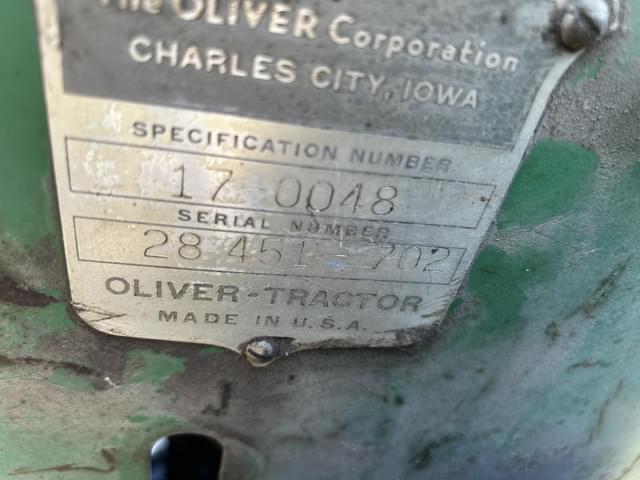 The OLIVER Corporation
CHARLES CITY, IOWA
SPECIFICATION NUMBER
17-0048
SERIAL NUMBER
28 451-702
OLIVER-TRACTOR
MADE IN U.S.A.